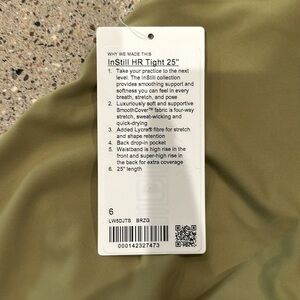 WHY WE MADE THIS
InStill HR Tight 25"
1. Take your practice to the next
level. The InStill collection
provides smoothing support and
softness you can feel in every
breath, stretch, and pose
2. Luxuriously soft and supportive
SmoothCover™ fabric is four-way
stretch, sweat-wicking and
quick-drying
3. Added Lycra® fibre for stretch
and shape retention
4. Back drop-in pocket
5. Waistband is high rise in the
front and super-high rise in
the back for extra coverage
6. 25" length
6
LW5DJTS BRZG
000142327473